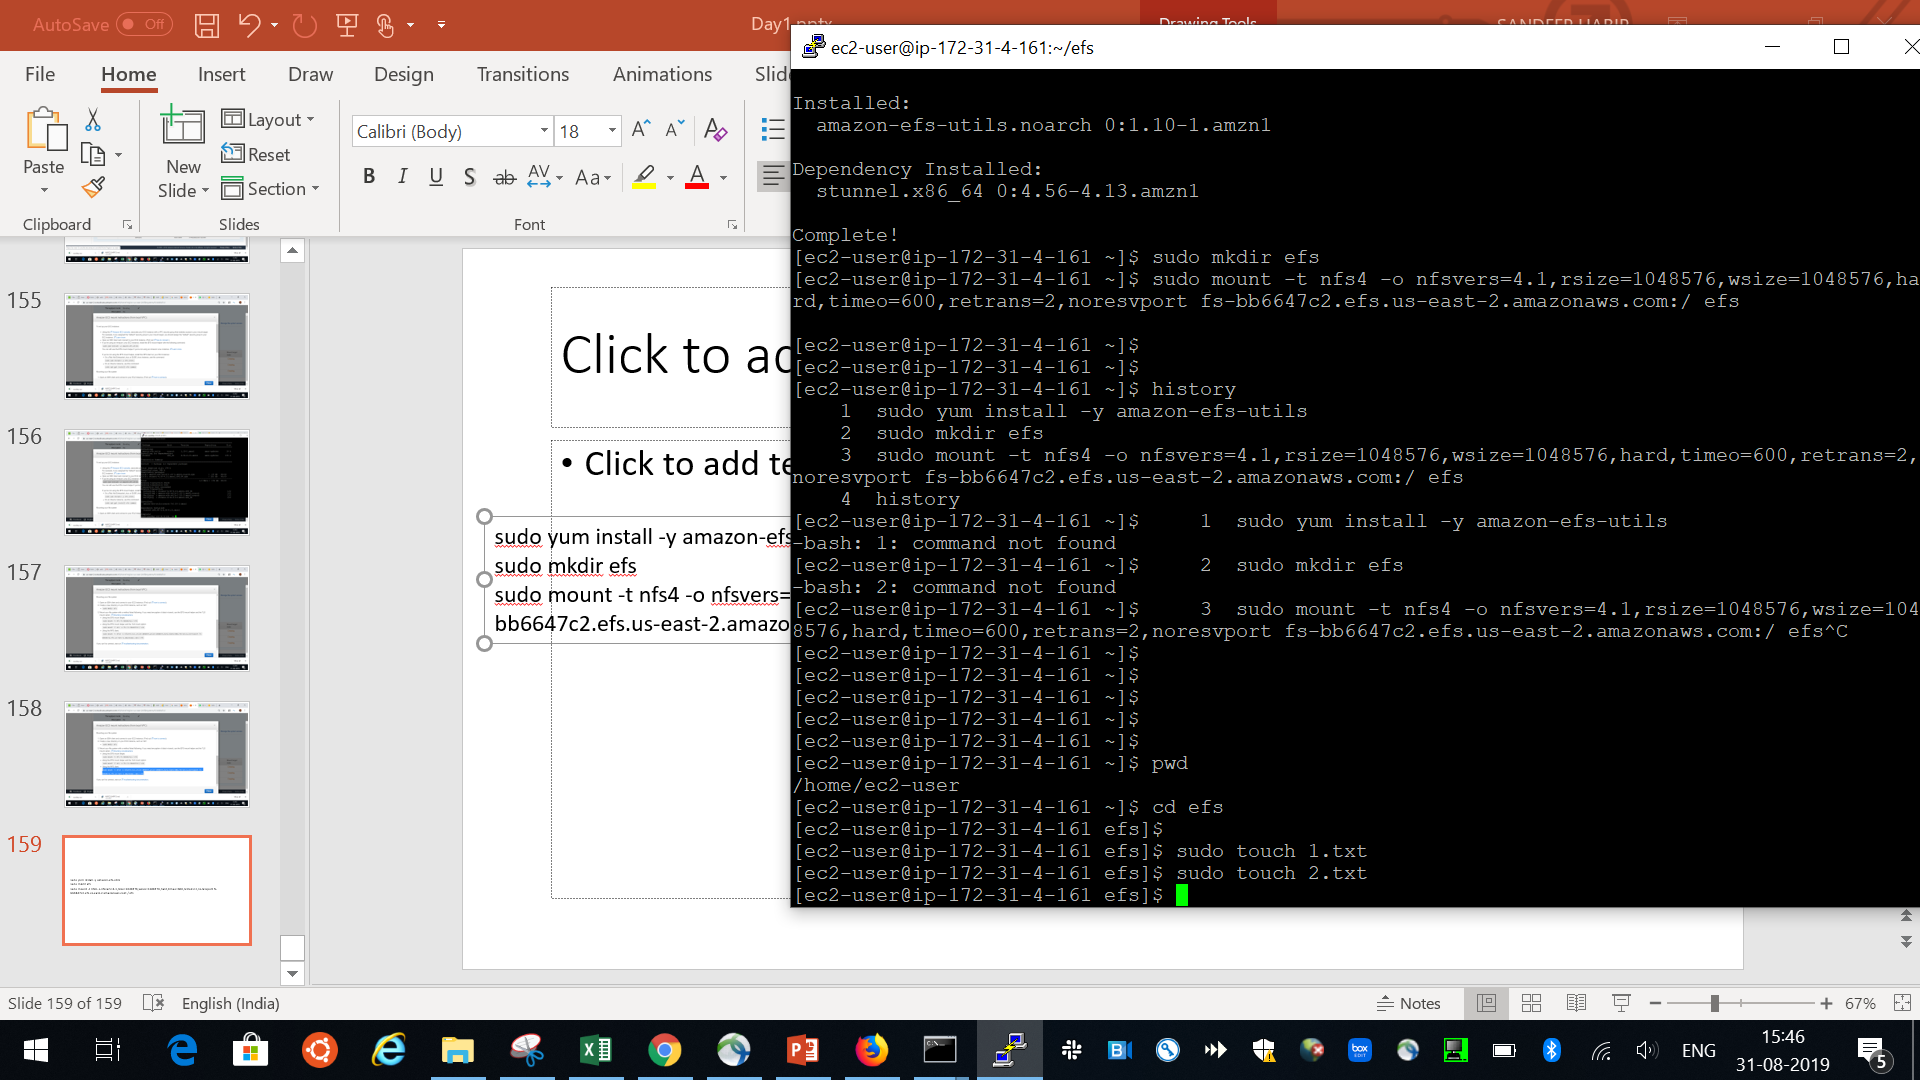 AutoSave Off
Day1.pptx
Drawing Tools
SANDEEP HABIB
File Home Insert Draw Design Transitions Animations Slid
Paste
New
Slide
Layout
Reset
Section
Calibri (Body) 18
B I U S ab AV Aa A
Clipboard Slides Font
155
156
157
158
159
Click to ad
• Click to add te
sudo yum install -y amazon-efs
sudo mkdir efs
sudo mount -t nfs4 -o nfsvers=
bb6647c2.efs.us-east-2.amazo
ec2-user@ip-172-31-4-161:~/efs
Installed:
amazon-efs-utils.noarch 0:1.10-1.amzn1
Dependency Installed:
stunnel.x86_64 0:4.56-4.13.amzn1
Complete!
[ec2-user@ip-172-31-4-161 ~]$ sudo mkdir efs
[ec2-user@ip-172-31-4-161 ~]$ sudo mount -t nfs4 -o nfsvers=4.1,rsize=1048576,wsize=1048576,ha
rd,timeo=600,retrans=2,noresvport fs-bb6647c2.efs.us-east-2.amazonaws.com:/ efs
[ec2-user@ip-172-31-4-161 ~]$
[ec2-user@ip-172-31-4-161 ~]$
[ec2-user@ip-172-31-4-161 ~]$ history
1 sudo yum install -y amazon-efs-utils
2 sudo mkdir efs
3 sudo mount -t nfs4 -o nfsvers=4.1,rsize=1048576,wsize=1048576,hard,timeo=600,retrans=2,
noresvport fs-bb6647c2.efs.us-east-2.amazonaws.com:/ efs
4 history
[ec2-user@ip-172-31-4-161 ~]$ 1 sudo yum install -y amazon-efs-utils
-bash: 1: command not found
[ec2-user@ip-172-31-4-161 ~]$ 2 sudo mkdir efs
-bash: 2: command not found
[ec2-user@ip-172-31-4-161 ~]$ 3 sudo mount -t nfs4 -o nfsvers=4.1,rsize=1048576,wsize=104
8576,hard,timeo=600,retrans=2,noresvport fs-bb6647c2.efs.us-east-2.amazonaws.com:/ efs^C
[ec2-user@ip-172-31-4-161 ~]$
[ec2-user@ip-172-31-4-161 ~]$
[ec2-user@ip-172-31-4-161 ~]$
[ec2-user@ip-172-31-4-161 ~]$
[ec2-user@ip-172-31-4-161 ~]$
[ec2-user@ip-172-31-4-161 ~]$ pwd
/home/ec2-user
[ec2-user@ip-172-31-4-161 ~]$ cd efs
[ec2-user@ip-172-31-4-161 efs]$
[ec2-user@ip-172-31-4-161 efs]$ sudo touch 1.txt
[ec2-user@ip-172-31-4-161 efs]$ sudo touch 2.txt
[ec2-user@ip-172-31-4-161 efs]$
Slide 159 of 159 English (India) Notes 67%
ENG 15:46
31-08-2019
5